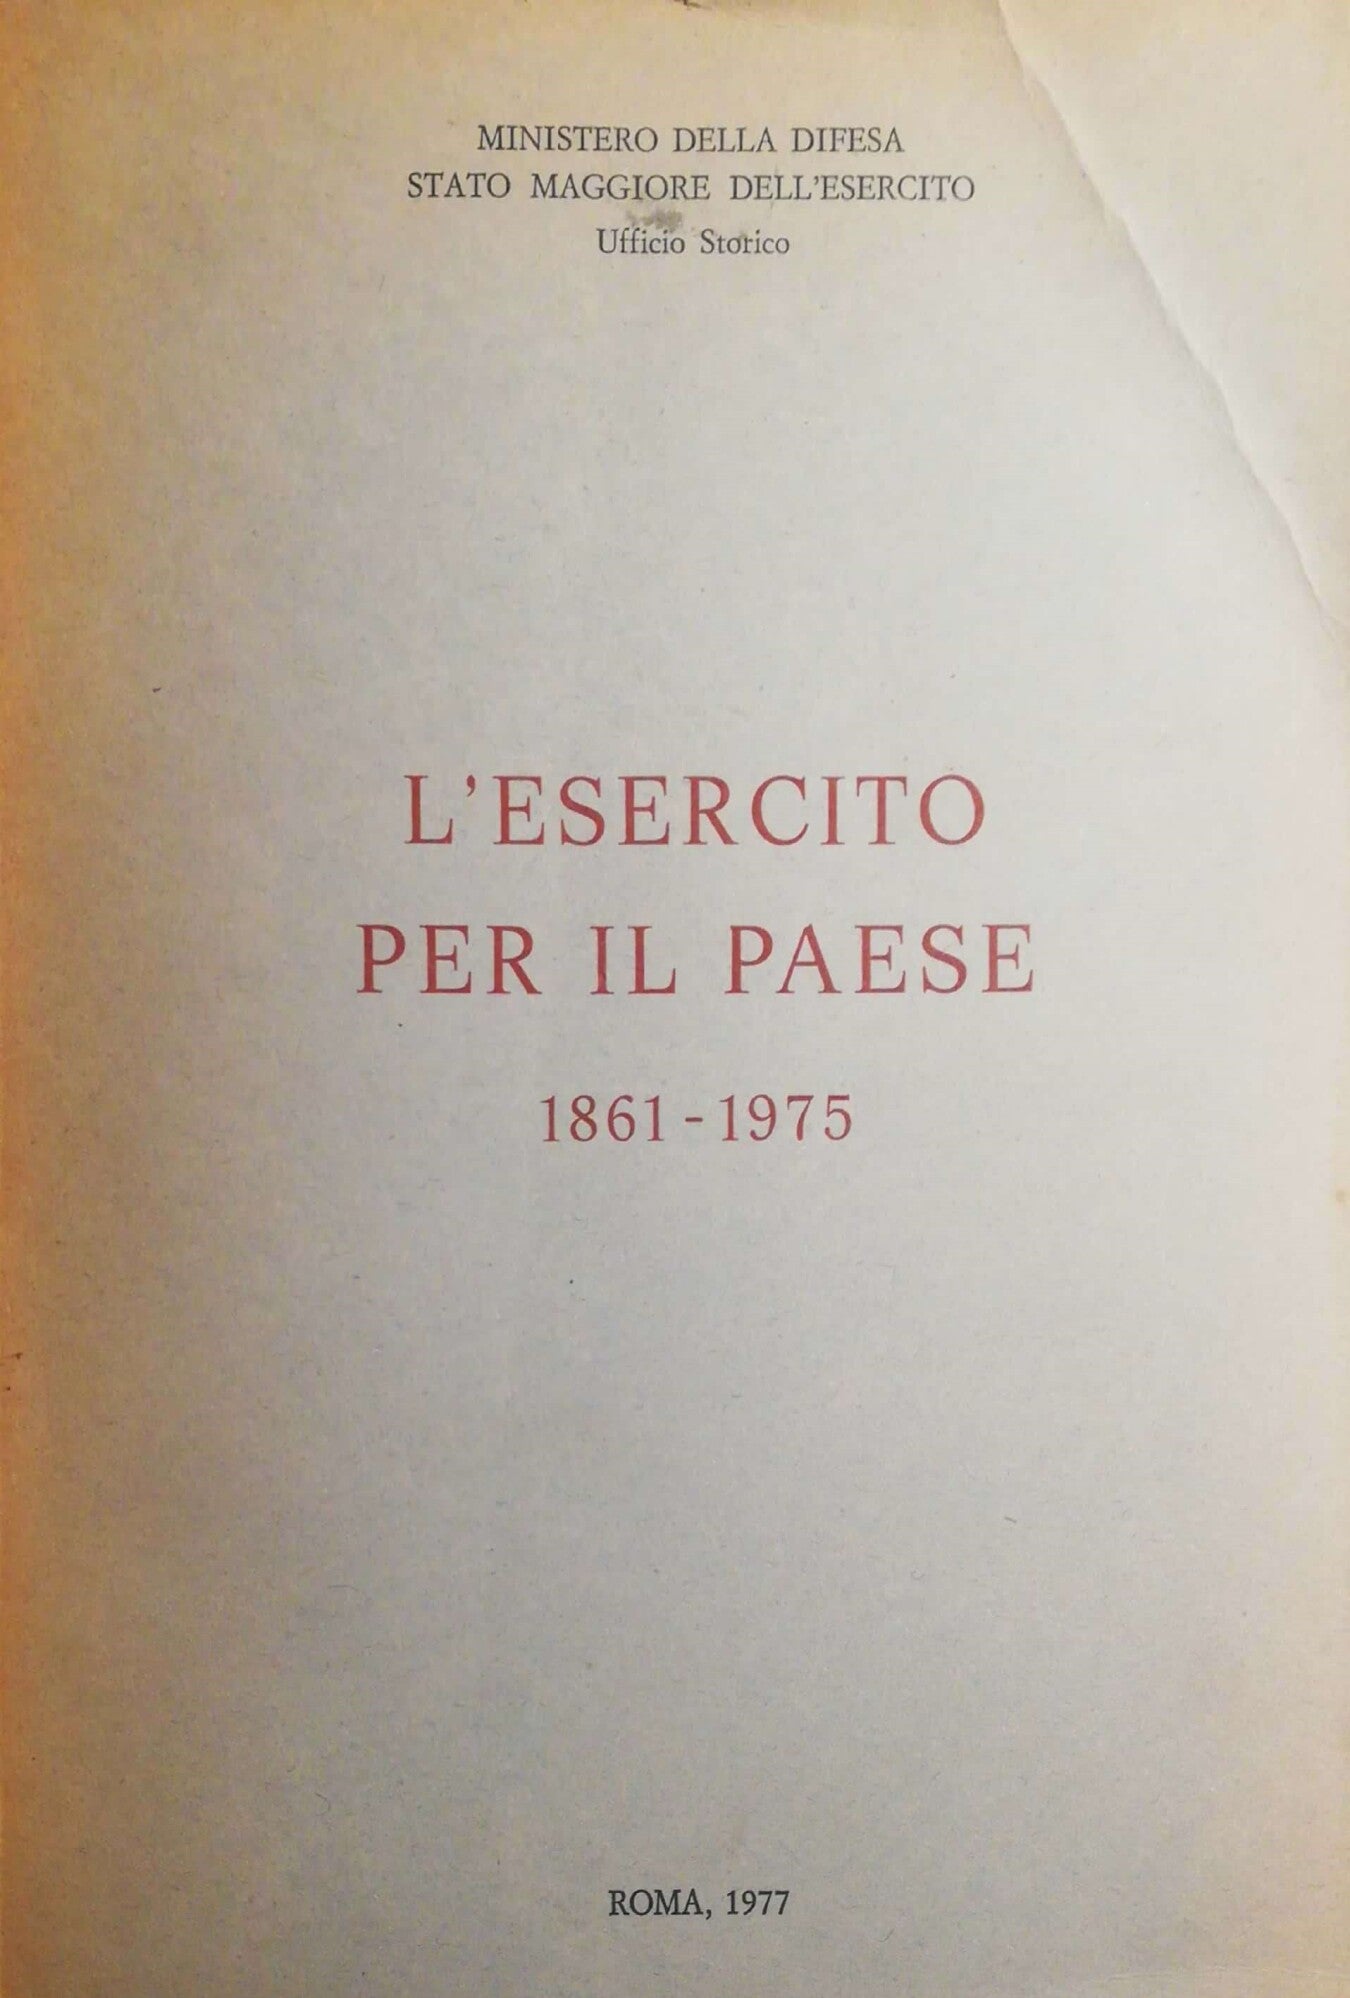 MINISTERO DELLA DIFESA
STATO MAGGIORE DELL'ESERCITO
Ufficio Storico
L'ESERCITO
PER IL PAESE
1861-1975
ROMA, 1977